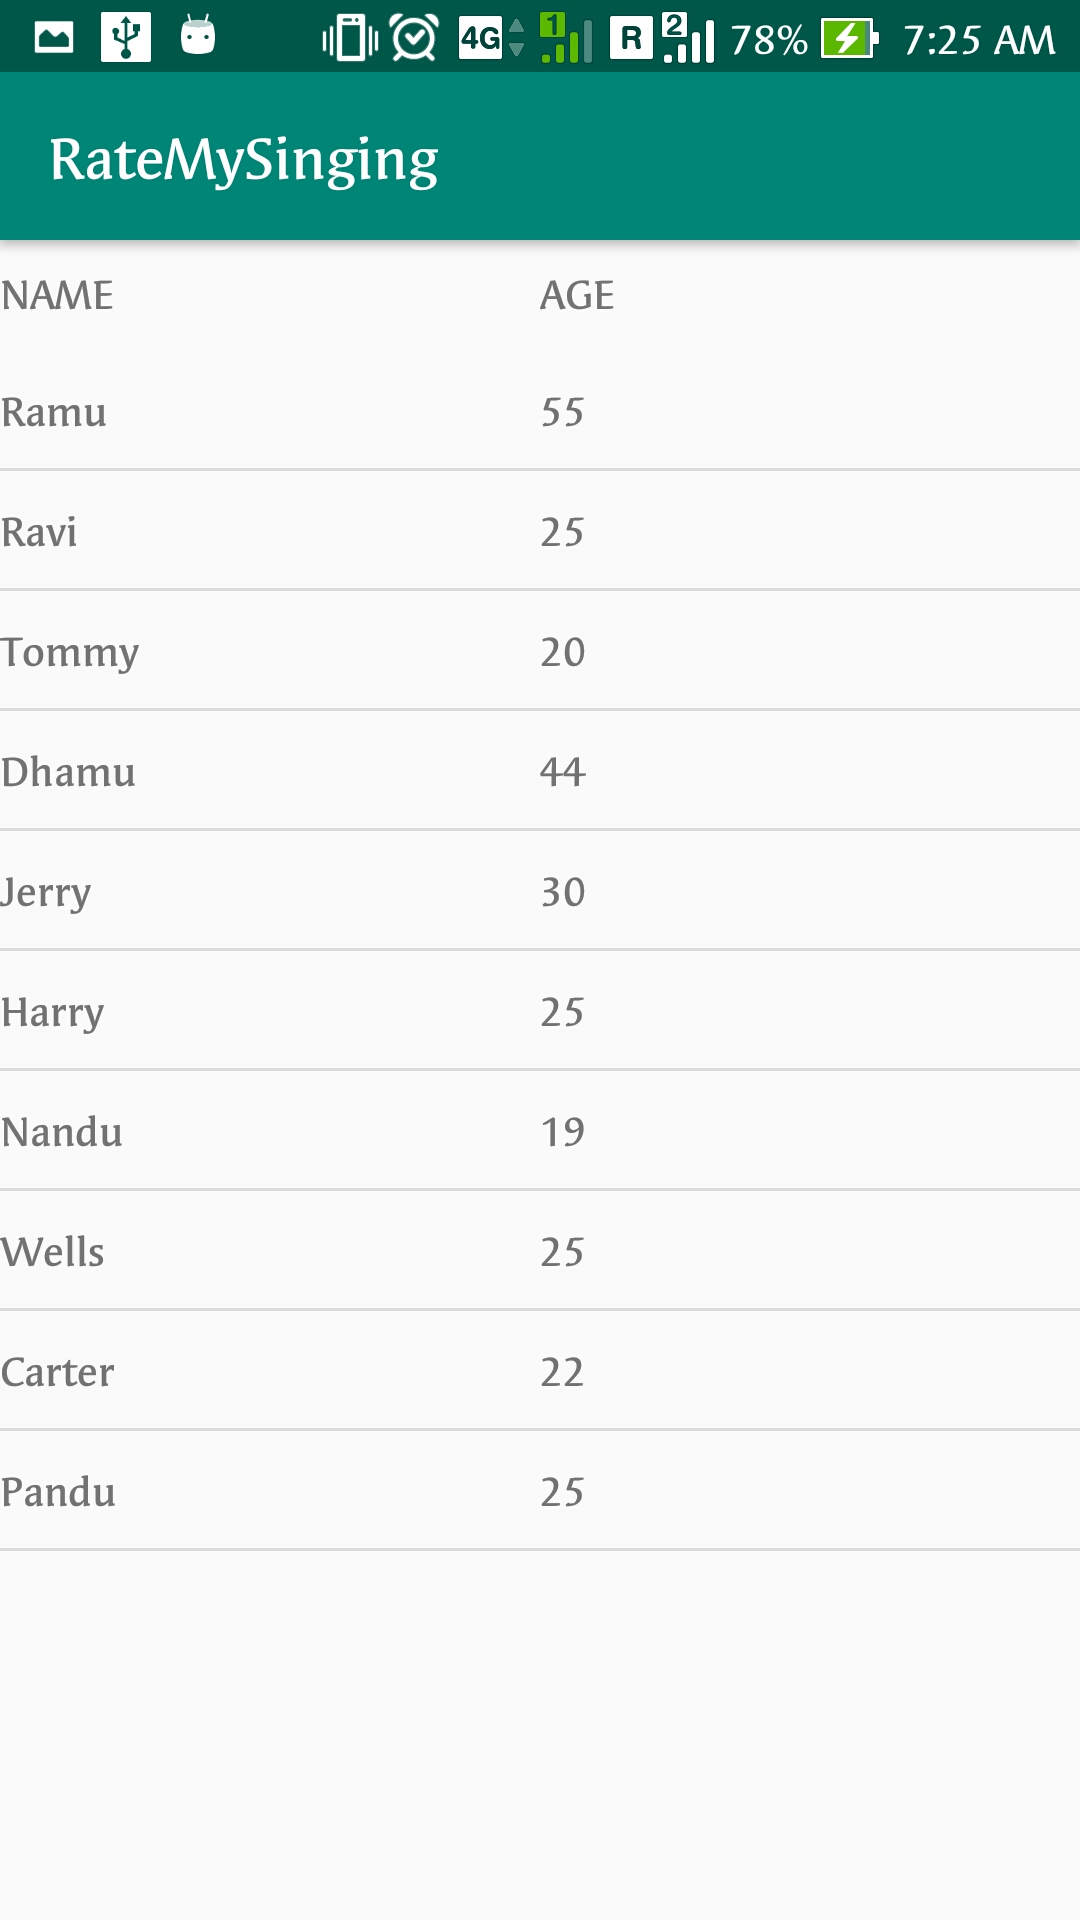 4G 1 R 2 78% 7:25 AM
RateMySinging
NAME AGE
Ramu 55
Ravi 25
Tommy 20
Dhamu 44
Jerry 30
Harry 25
Nandu 19
Wells 25
Carter 22
Pandu 25